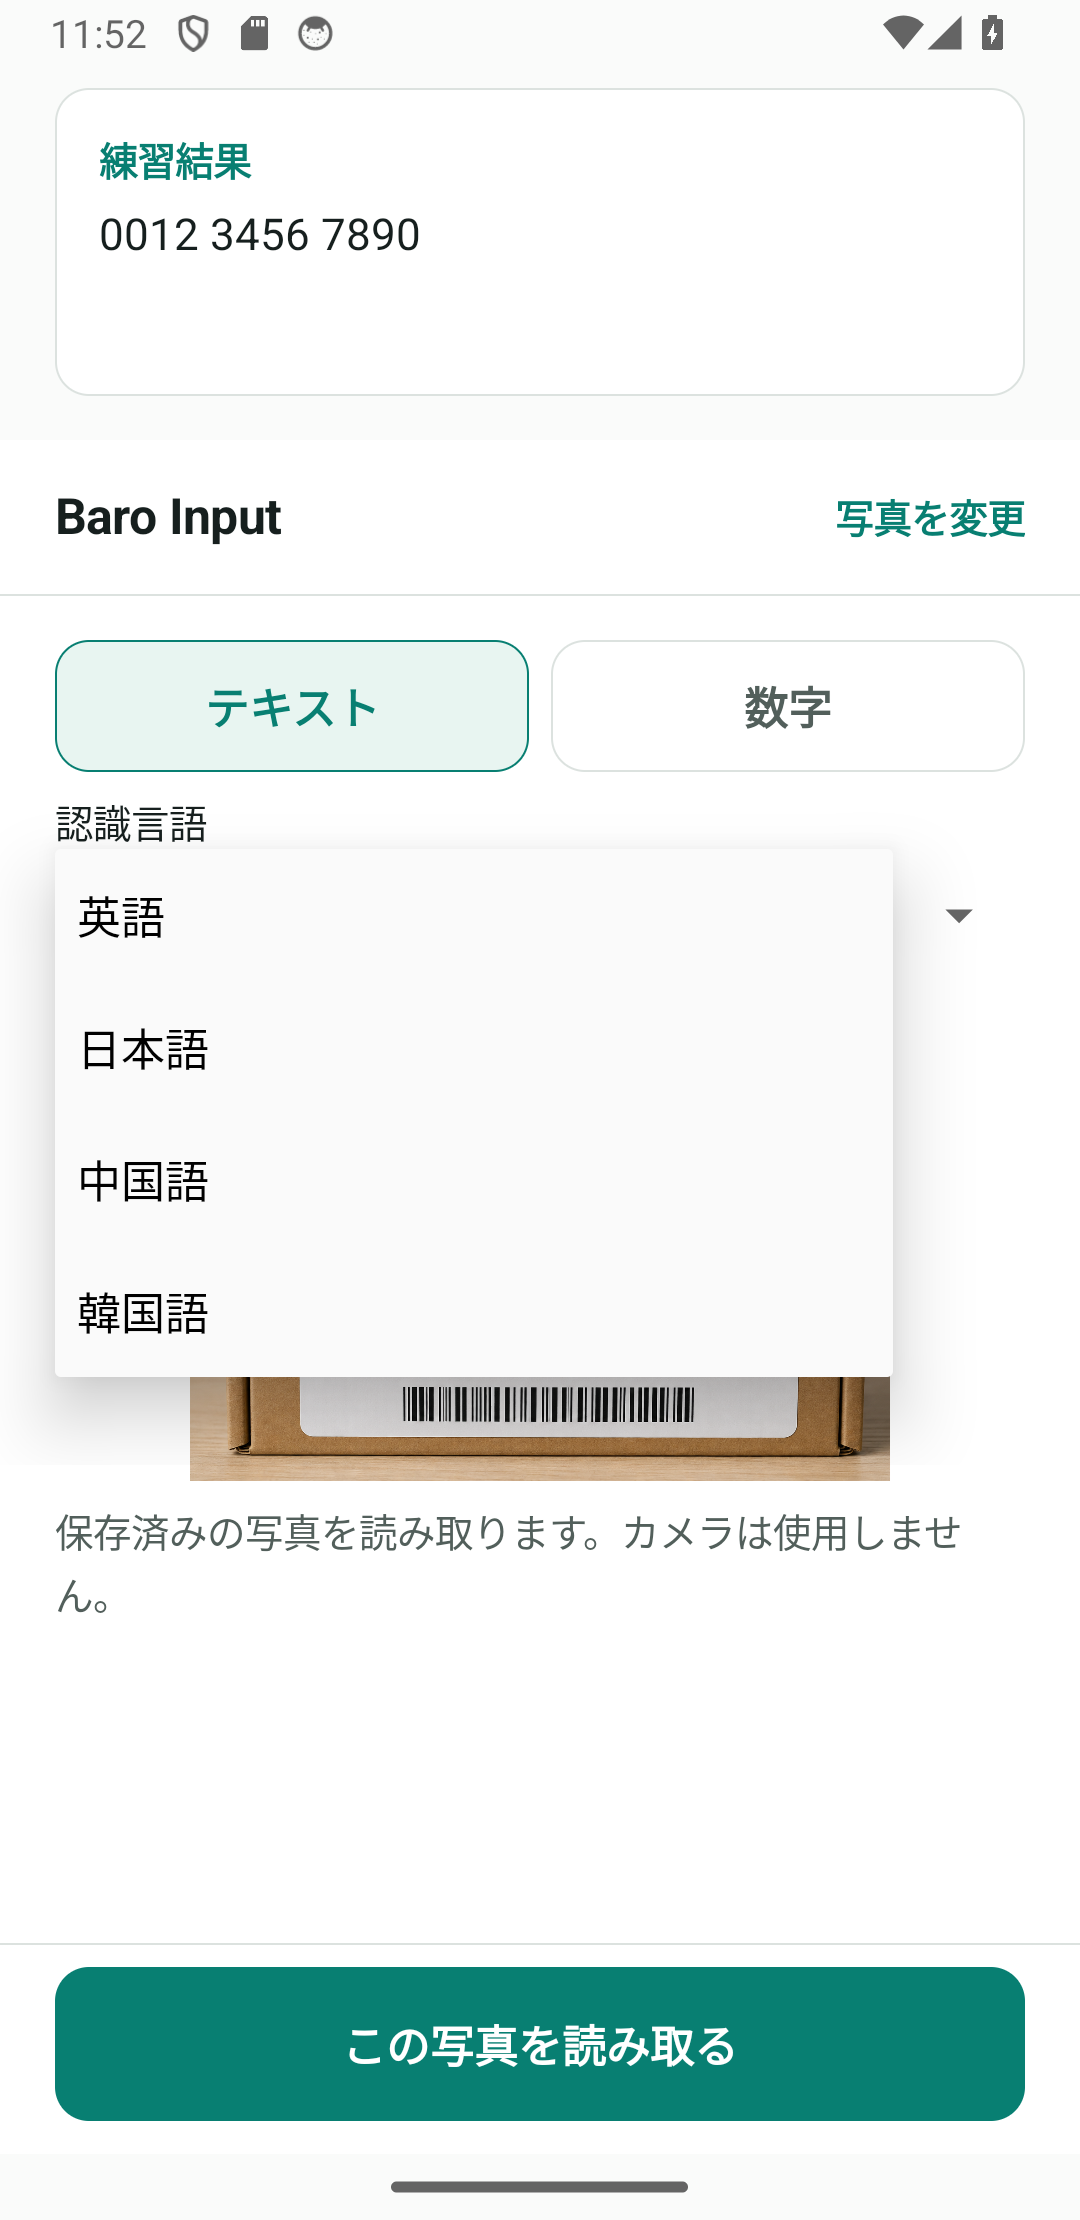 11:52
練習結果
0012 3456 7890
Baro Input
写真を変更
テキスト
数字
認識言語
英語
日本語
中国語
韓国語
保存済みの写真を読み取ります。カメラは使用しませ
ん。
この写真を読み取る